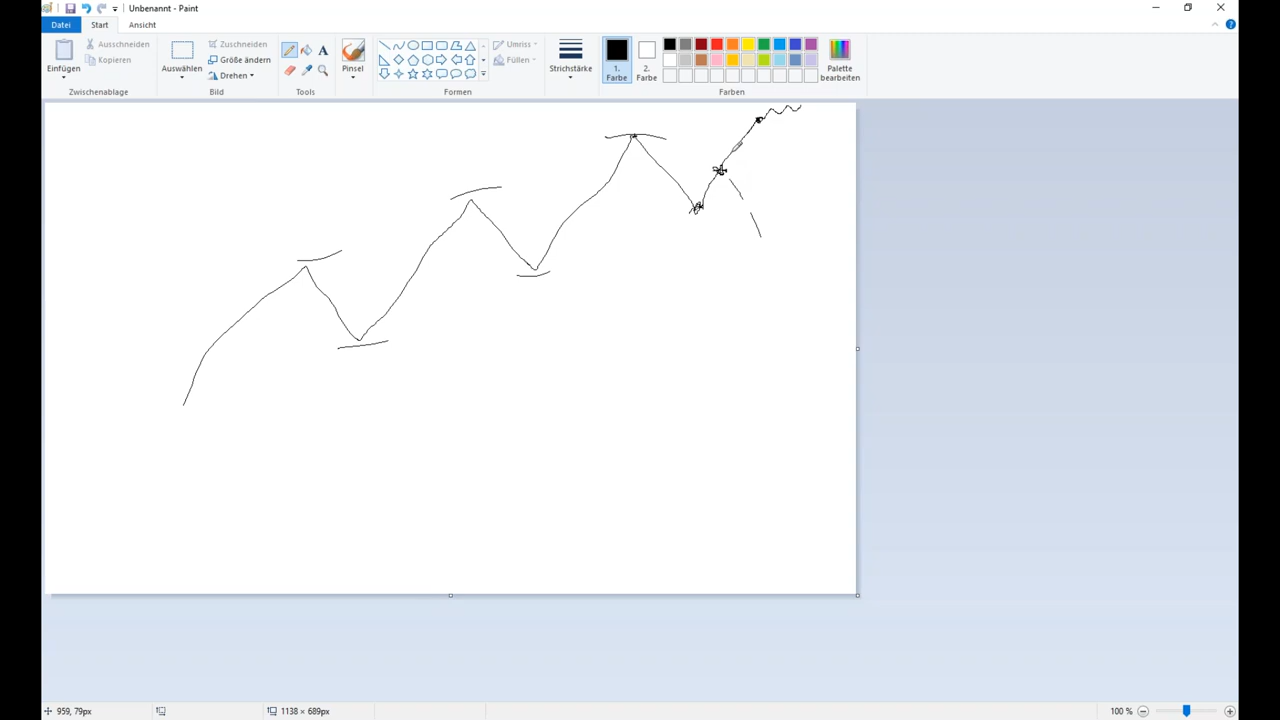 Unbenannt - Paint
Datei Start Ansicht
Einfügen
Ausschneiden
Kopieren
Zwischenablage
Auswählen
Zuschneiden
Größe ändern
Drehen
Bild
A
Tools
Pinsel
Umriss
Füllen
Formen
Strichstärke
1.
Farbe
2.
Farbe
Palette
bearbeiten
Farben
959, 79px
1138 × 689px
100 %